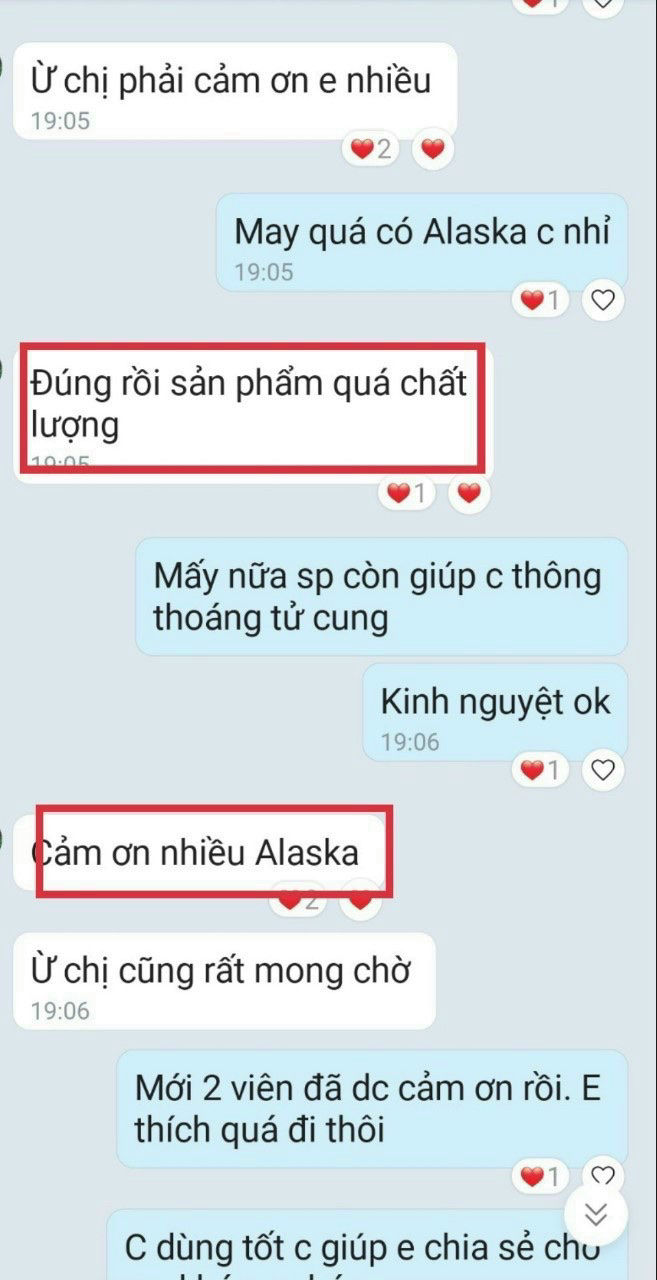 1
Ừ chị phải cảm ơn e nhiều
19:05
2
May quá có Alaska c nhỉ
19:05
1
Đúng rồi sản phẩm quá chất
lượng
19:05
1
Mấy nữa sp còn giúp c thông
thoáng tử cung
Kinh nguyệt ok
19:06
1
Cảm ơn nhiều Alaska
2
Ừ chị cũng rất mong chờ
19:06
Mới 2 viên đã dc cảm ơn rồi. E
thích quá đi thôi
1
C dùng tốt c giúp e chia sẻ cho